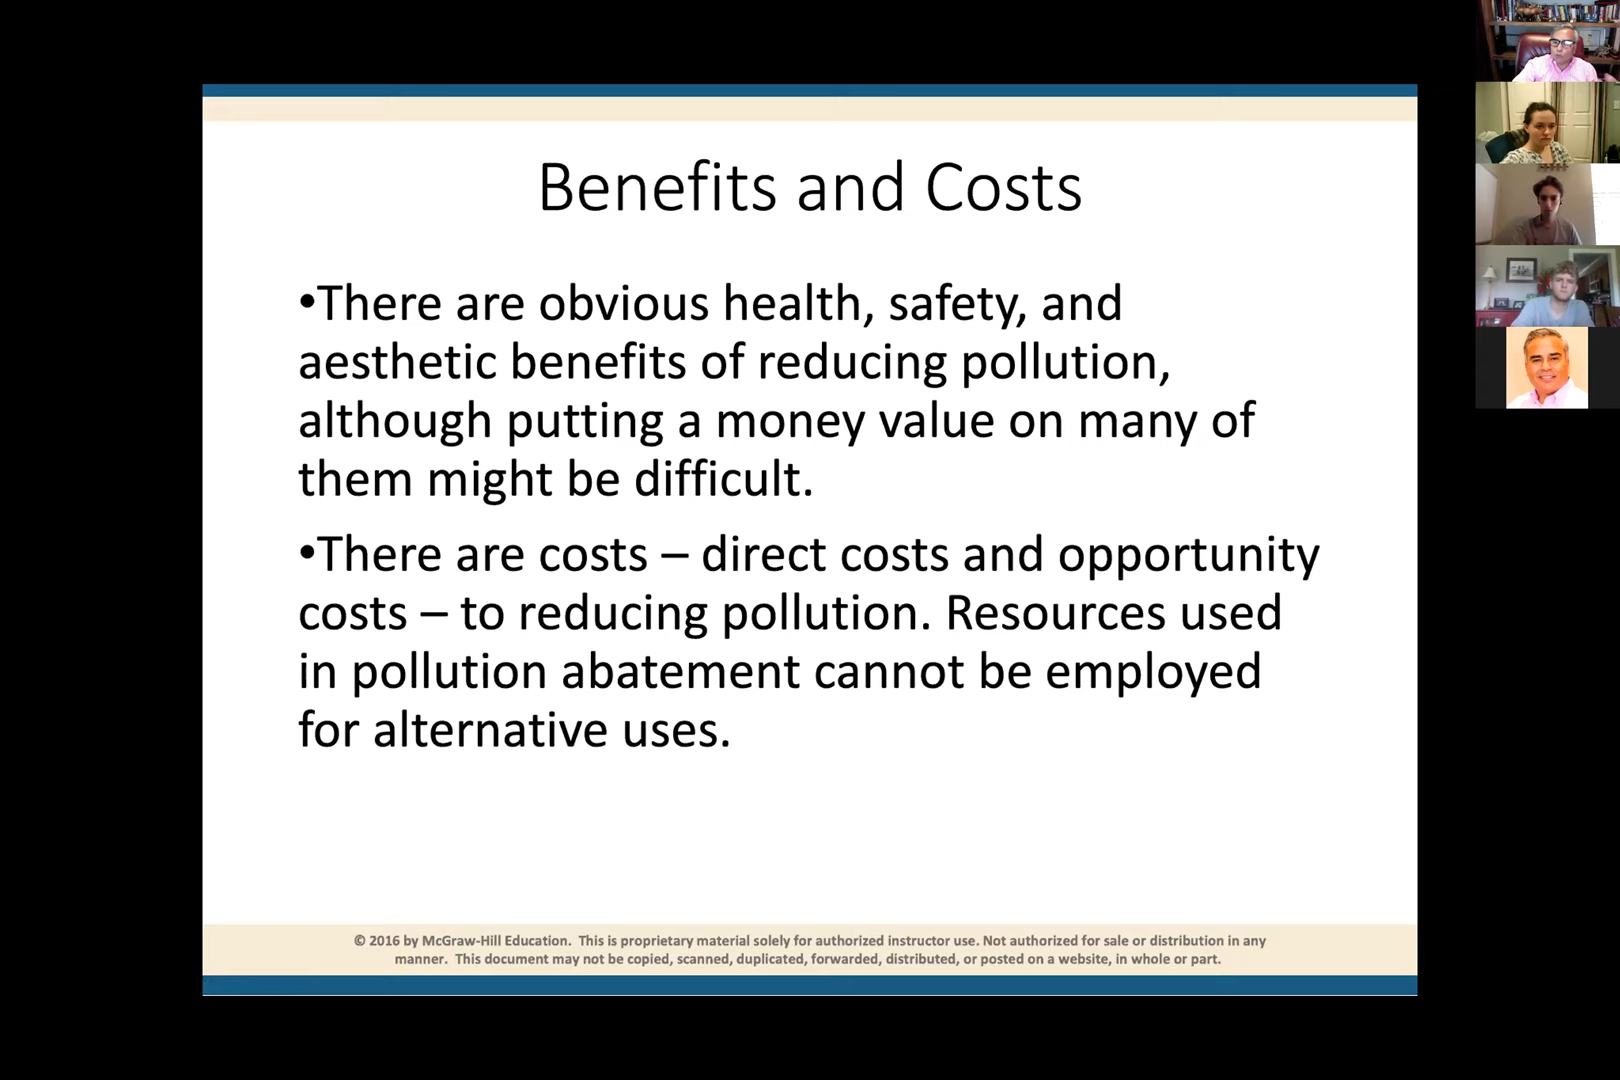 Benefits and Costs
•There are obvious health, safety, and
aesthetic benefits of reducing pollution,
although putting a money value on many of
them might be difficult.
•There are costs – direct costs and opportunity
costs – to reducing pollution. Resources used
in pollution abatement cannot be employed
for alternative uses.
© 2016 by McGraw-Hill Education.  This is proprietary material solely for authorized instructor use. Not authorized for sale or distribution in any
manner.  This document may not be copied, scanned, duplicated, forwarded, distributed, or posted on a website, in whole or part.